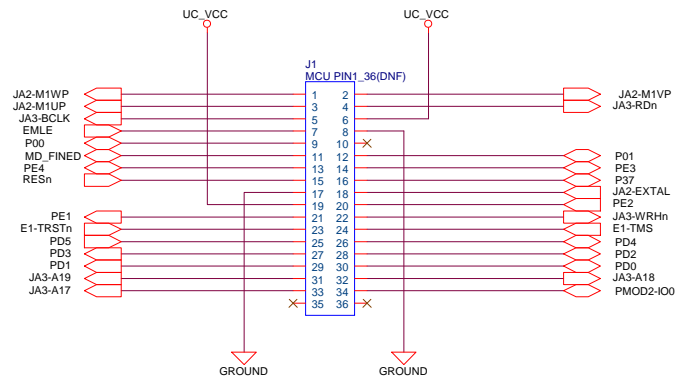 UC_VCC UC_VCC
J1
MCU PIN1_36(DNF)
JA2-M1WP 1 2 JA2-M1VP
JA2-M1UP 3 4 JA3-RDn
JA3-BCLK 5 6
EMLE 7 8
P00 9 10
MD_FINED 11 12 P01
PE4 13 14 PE3
RESn 15 16 P37
17 18 JA2-EXTAL
19 20 PE2
PE1 21 22 JA3-WRHn
E1-TRSTn 23 24 E1-TMS
PD5 25 26 PD4
PD3 27 28 PD2
PD1 29 30 PD0
JA3-A19 31 32 JA3-A18
JA3-A17 33 34 PMOD2-IO0
35 36
GROUND GROUND